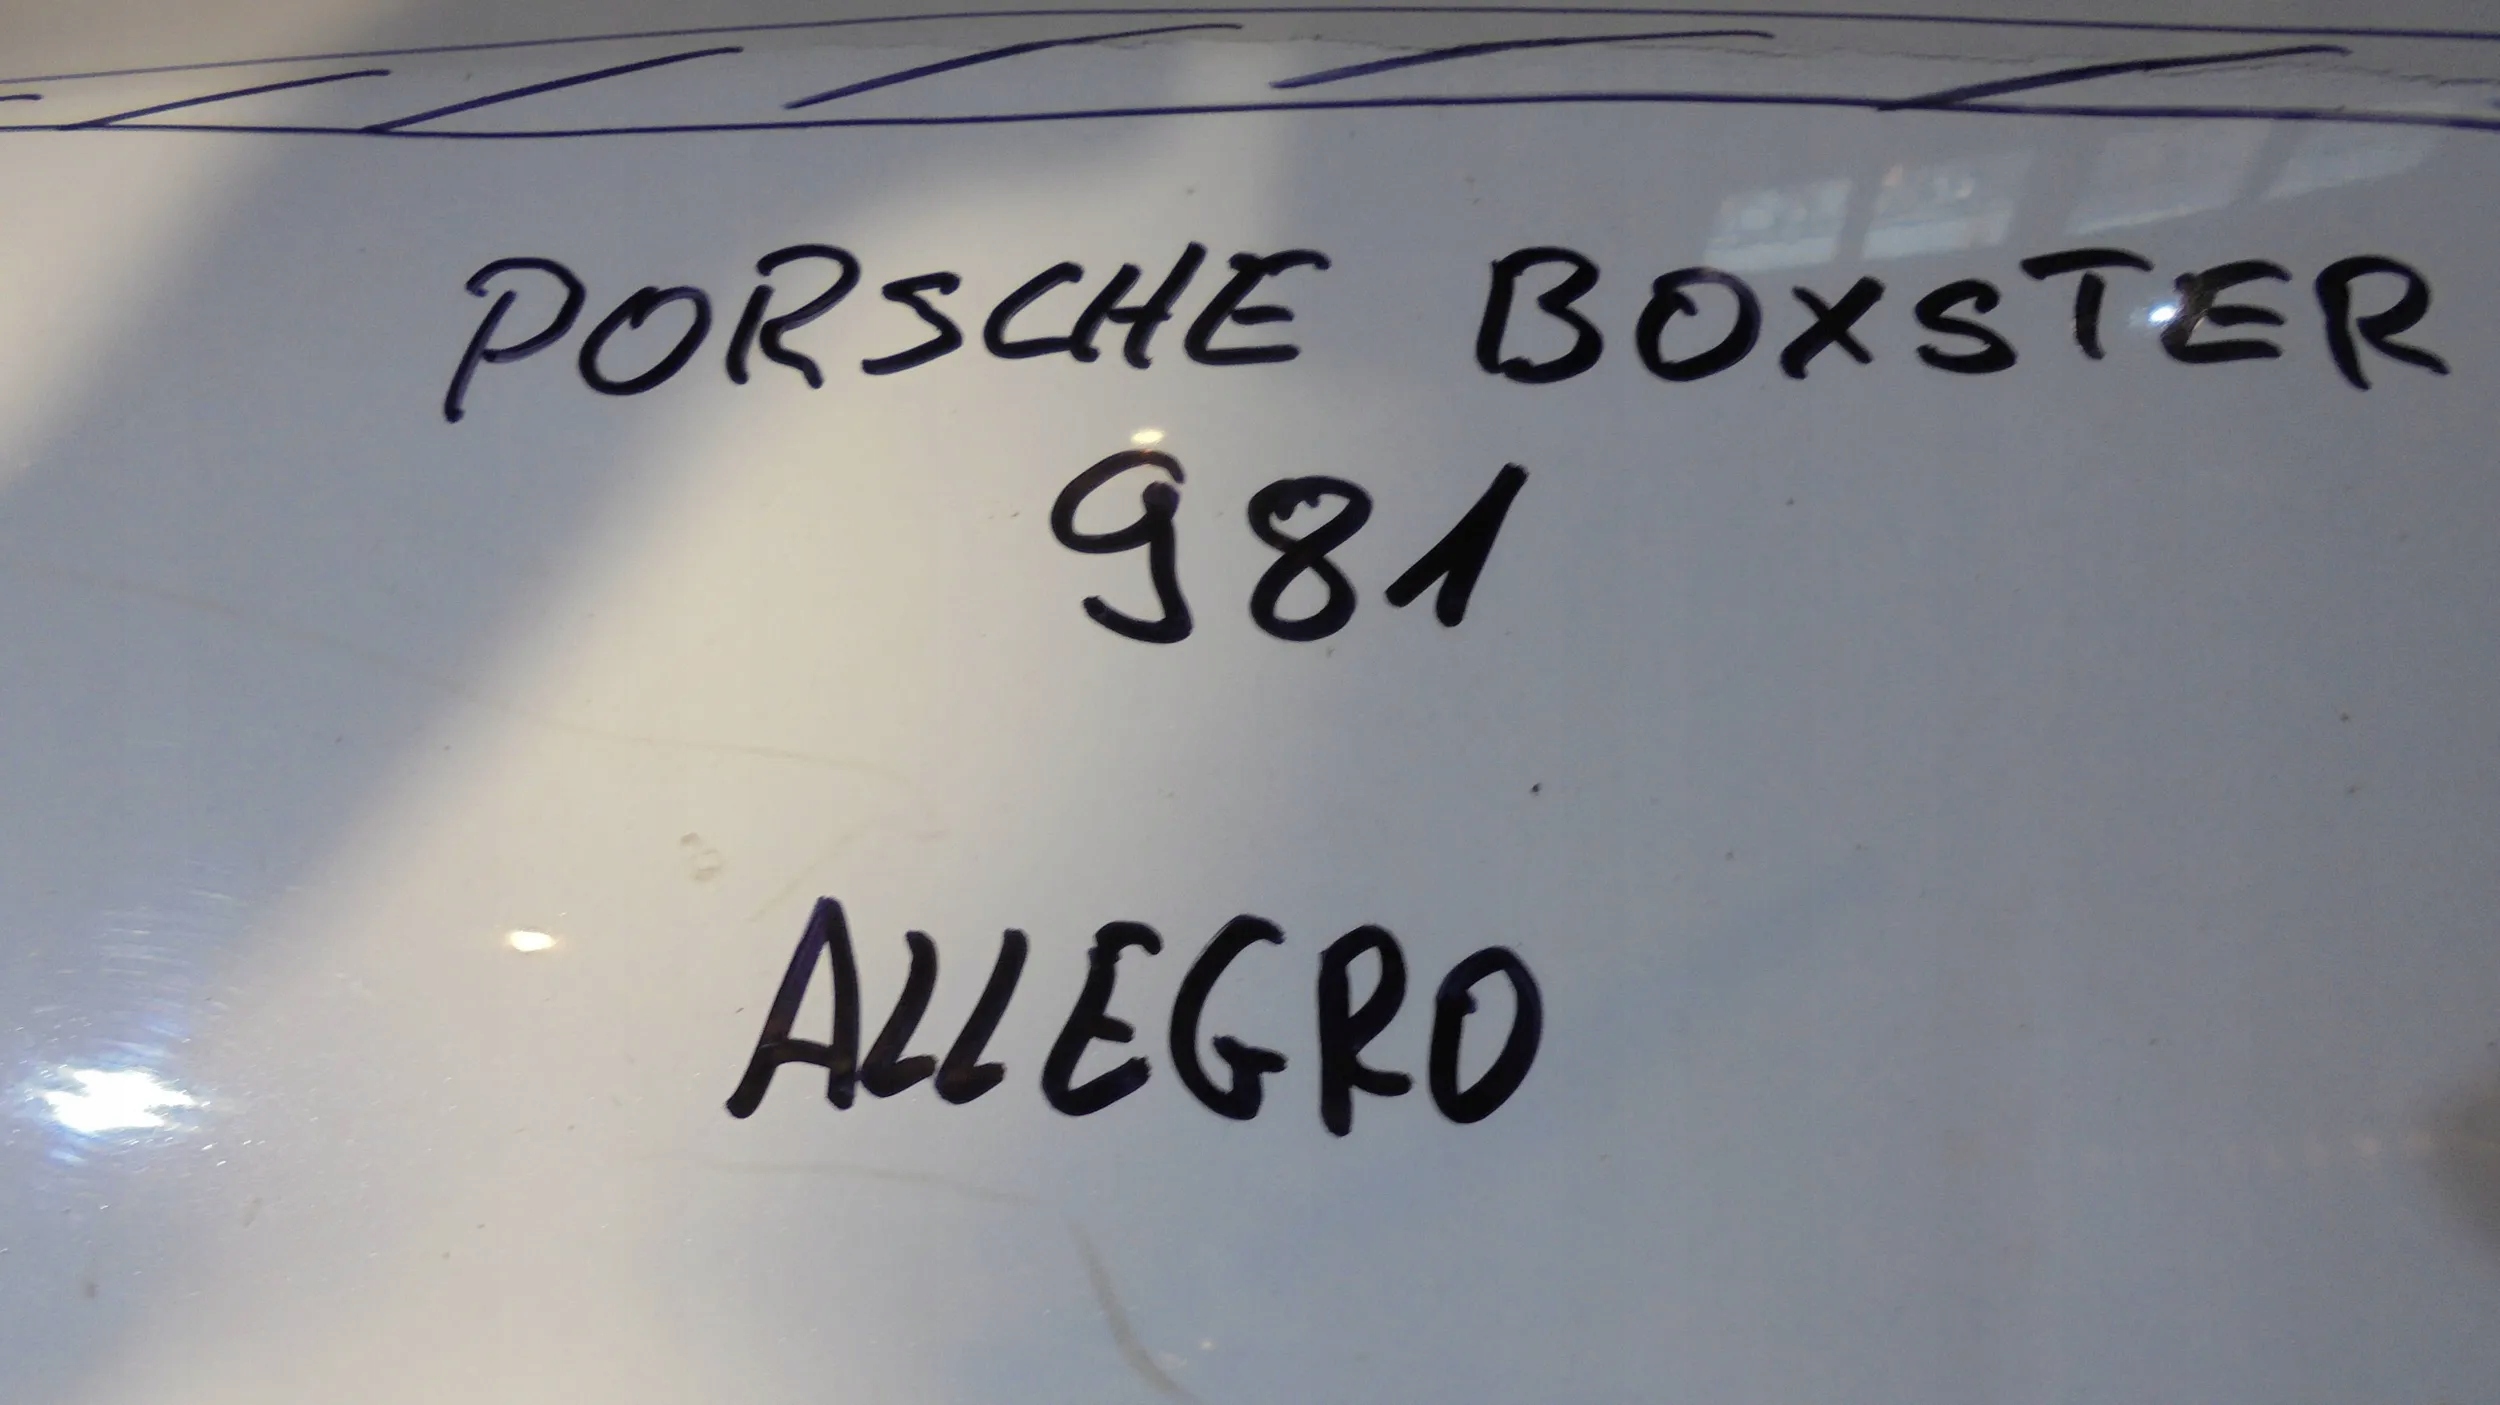 PORSCHE BOXSTER
981
ALLEGRO